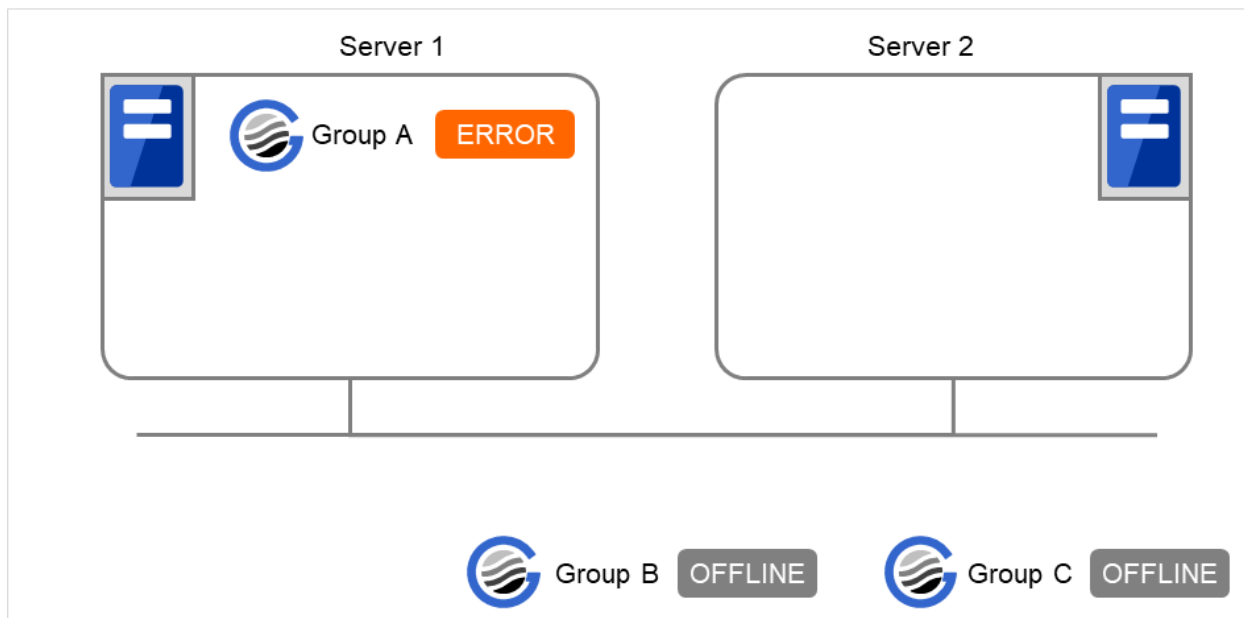 Server 1
Server 2
Group A
ERROR
Group B
OFFLINE
Group C
OFFLINE